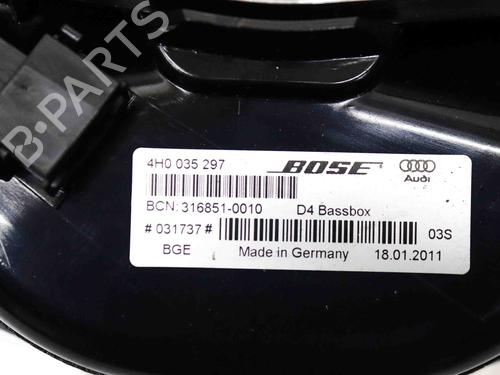 B-PARTS
4H0 035 297
BOSE
Audi
BCN: 316851-0010 D4 Bassbox
# 031737 # 03S
BGE Made in Germany 18.01.2011